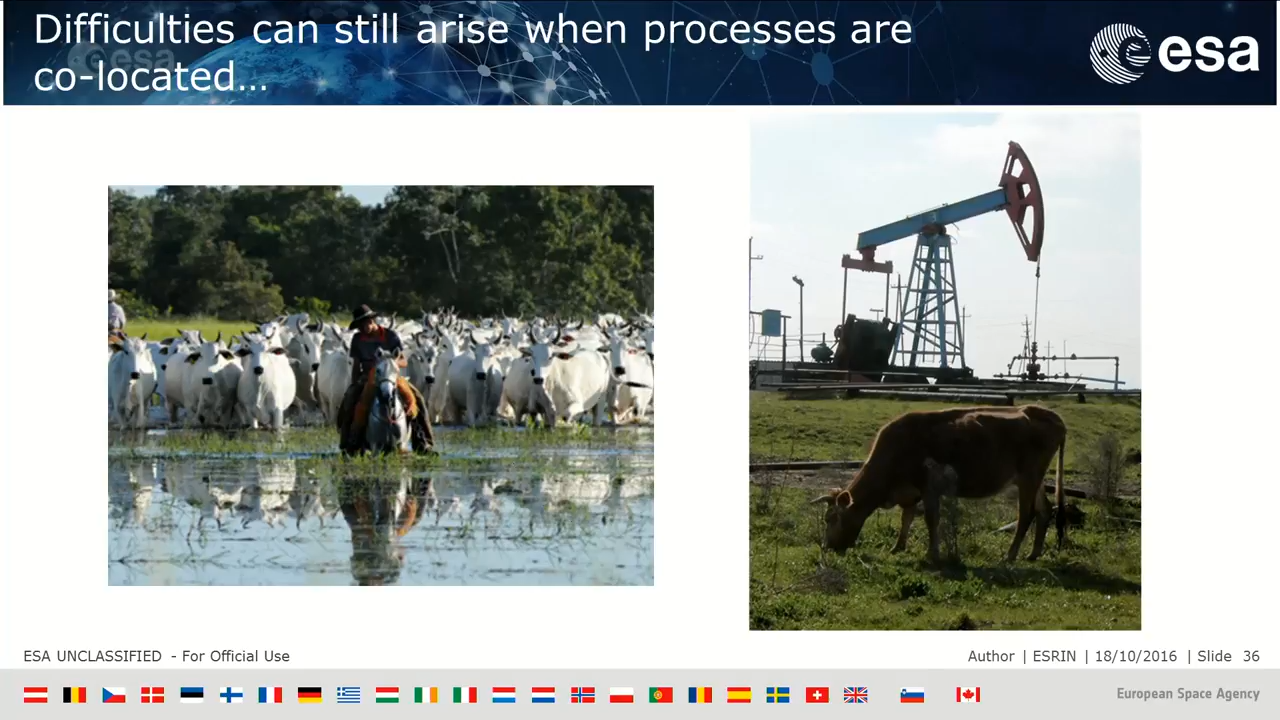 Difficulties can still arise when processes are
co-located…
esa
esa
ESA UNCLASSIFIED - For Official Use
Author | ESRIN | 18/10/2016 | Slide 36
European Space Agency